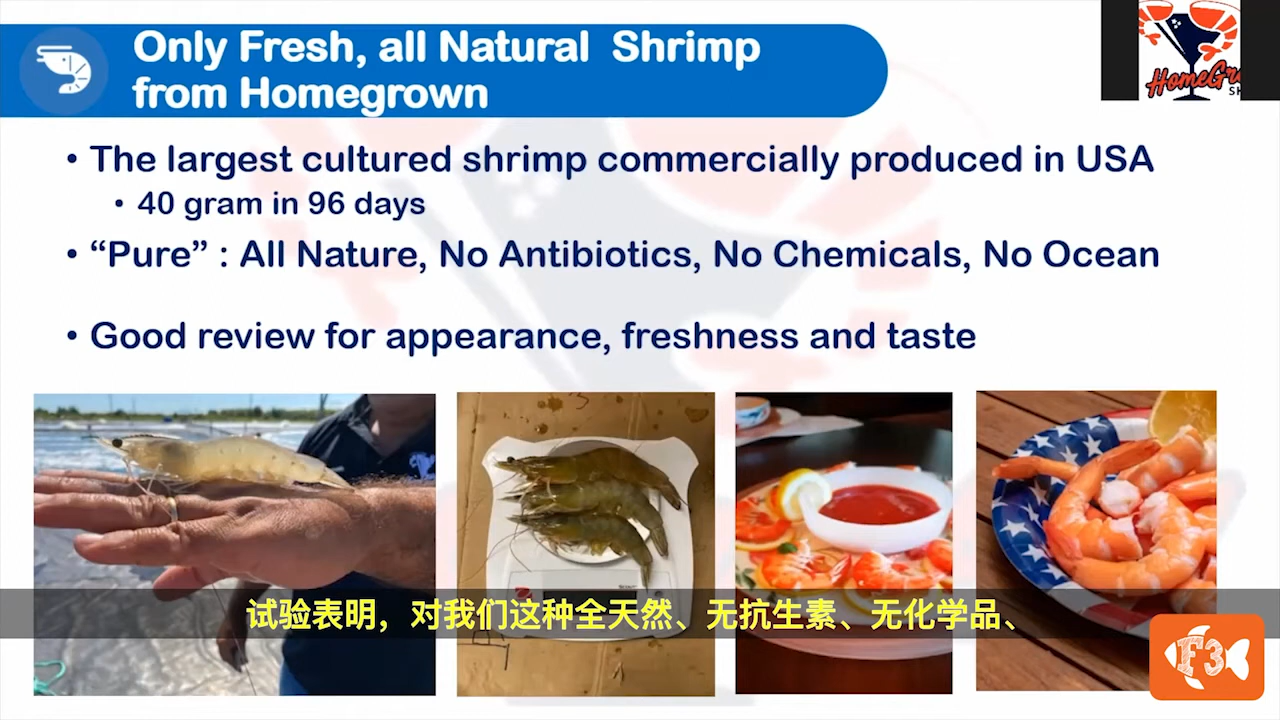 Only Fresh, all Natural Shrimp
from Homegrown
• The largest cultured shrimp commercially produced in USA
• 40 gram in 96 days
• “Pure” : All Nature, No Antibiotics, No Chemicals, No Ocean
• Good review for appearance, freshness and taste
试验表明，对我们这种全天然、无抗生素、无化学品、
F3